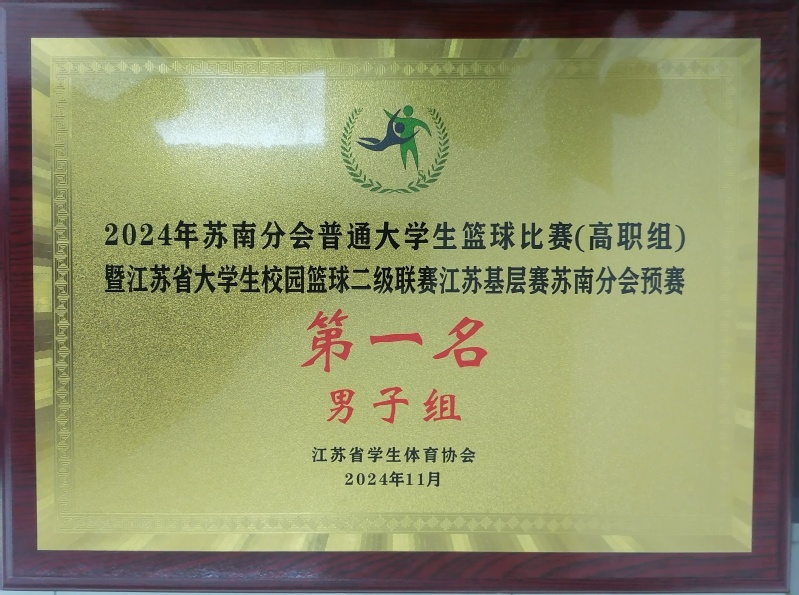 2024年苏南分会普通大学生篮球比赛(高职组)
暨江苏省大学生校园篮球二级联赛江苏基层赛苏南分会预赛
第一名
男子组
江苏省学生体育协会
2024年11月